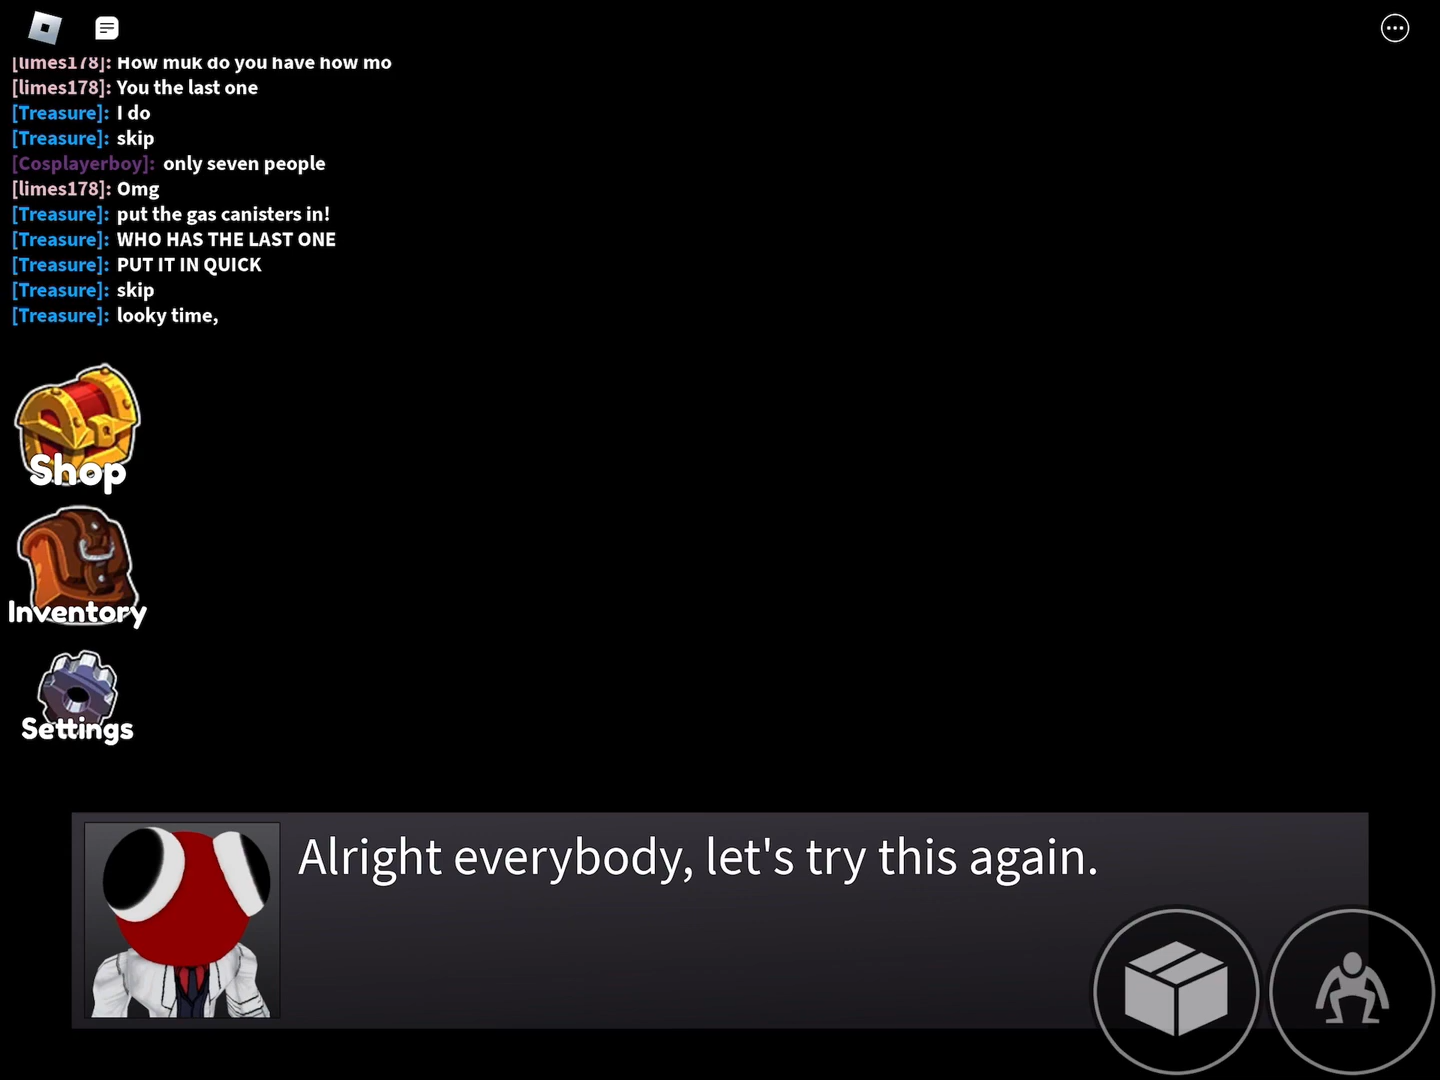 [limes178]: How muk do you have how mo
[limes178]: You the last one
[Treasure]: I do
[Treasure]: skip
[Cosplayerboy]: only seven people
[limes178]: Omg
[Treasure]: put the gas canisters in!
[Treasure]: WHO HAS THE LAST ONE
[Treasure]: PUT IT IN QUICK
[Treasure]: skip
[Treasure]: looky time,
Shop
Inventory
Settings
Alright everybody, let's try this again.